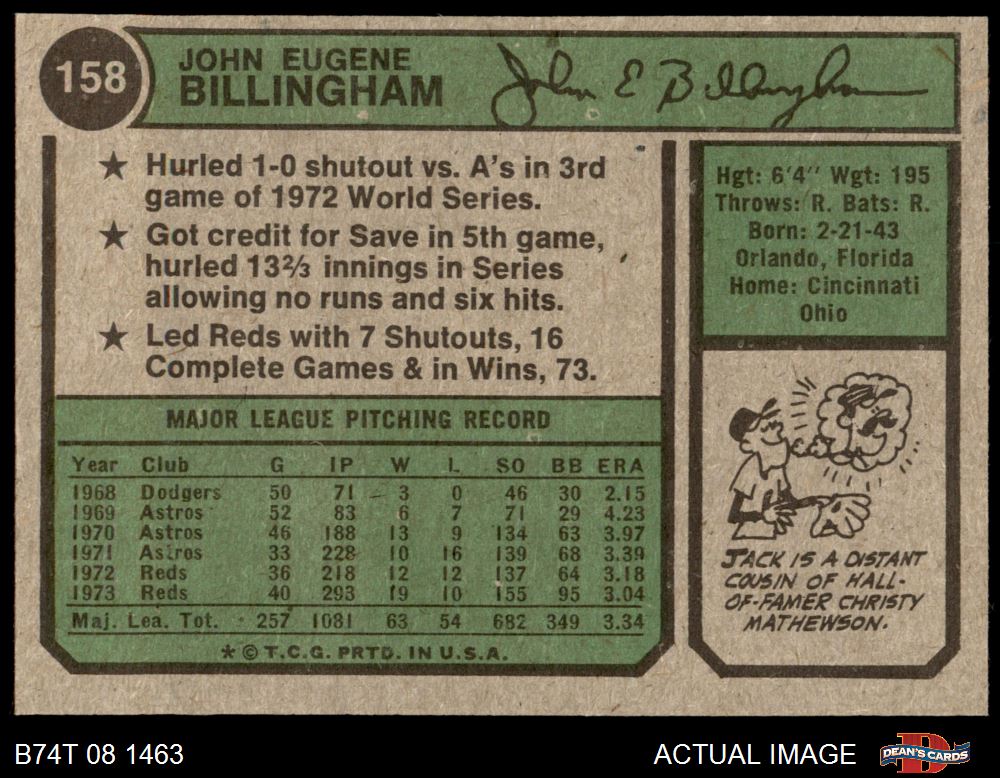 158
JOHN EUGENE
BILLINGHAM
John E Billingham
★ Hurled 1-0 shutout vs. A's in 3rd
game of 1972 World Series.
★ Got credit for Save in 5th game,
hurled 13⅔ innings in Series
allowing no runs and six hits.
★ Led Reds with 7 Shutouts, 16
Complete Games & in Wins, 73.
Hgt: 6'4" Wgt: 195
Throws: R. Bats: R.
Born: 2-21-43
Orlando, Florida
Home: Cincinnati
Ohio
MAJOR LEAGUE PITCHING RECORD
Year Club G IP W L SO BB ERA
1968 Dodgers 50 71 3 0 46 30 2.15
1969 Astros 52 83 6 7 71 29 4.23
1970 Astros 46 188 13 9 134 63 3.97
1971 Astros 33 228 10 16 139 68 3.39
1972 Reds 36 218 12 12 137 64 3.18
1973 Reds 40 293 19 10 155 95 3.04
Maj. Lea. Tot. 257 1081 63 54 682 349 3.34
* © T.C.G. PRTD. IN U.S.A.
JACK IS A DISTANT
COUSIN OF HALL-
OF-FAMER CHRISTY
MATHEWSON.
B74T 08 1463
ACTUAL IMAGE
D
DEAN'S CARDS